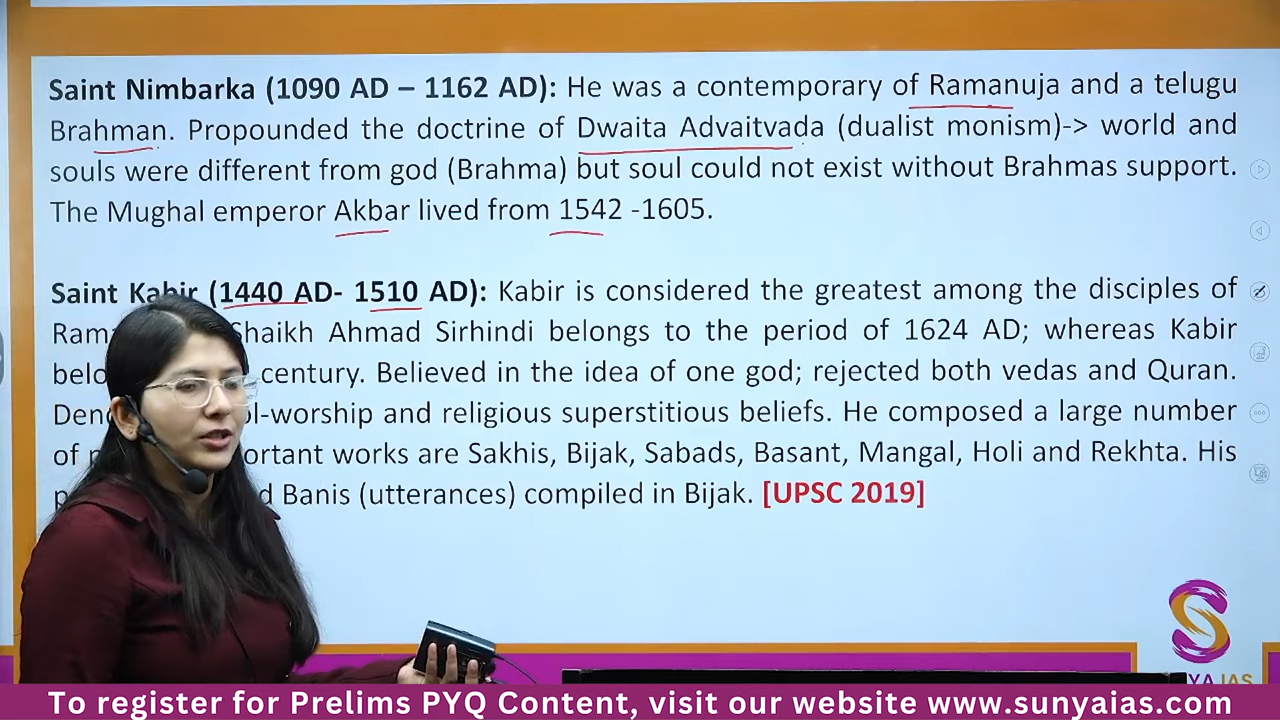 Saint Nimbarka (1090 AD – 1162 AD): He was a contemporary of Ramanuja and a telugu
Brahman. Propounded the doctrine of Dwaita Advaitvada (dualist monism)-> world and
souls were different from god (Brahma) but soul could not exist without Brahmas support.
The Mughal emperor Akbar lived from 1542 -1605.
Saint Kabir (1440 AD- 1510 AD): Kabir is considered the greatest among the disciples of
Shaikh Ahmad Sirhindi belongs to the period of 1624 AD; whereas Kabir
century. Believed in the idea of one god; rejected both vedas and Quran.
and religious superstitious beliefs. He composed a large number
of works are Sakhis, Bijak, Sabads, Basant, Mangal, Holi and Rekhta. His
Banis (utterances) compiled in Bijak. [UPSC 2019]
IAS
To register for Prelims PYQ Content, visit our website www.sunyaias.com